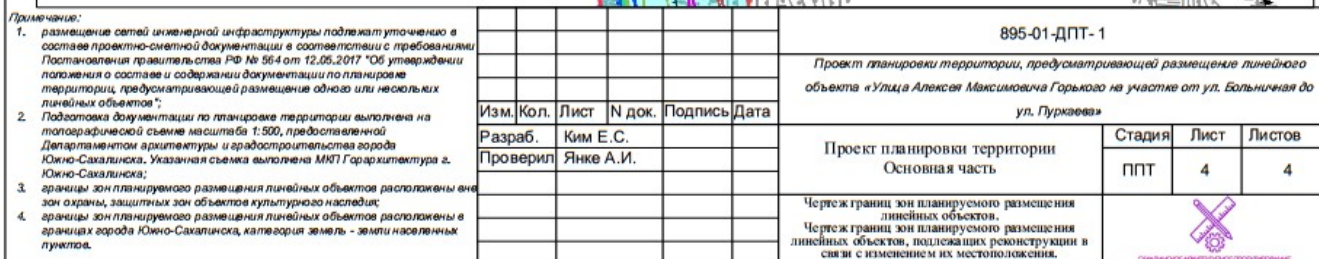 Примечание:
1. размещение сетей инженерной инфраструктуры подлежат уточнению в
составе проектно-сметной документации в соответствии с требованиями
Постановления правительства РФ № 564 от 12.05.2017 "Об утверждении
положения о составе и содержании документации по планировке
территории, предусматривающей размещение одного или нескольких
линейных объектов";
2. Подготовка документации по планировке территории выполнена на
топографической съемке масштаба 1:500, предоставленной
Департаментом архитектуры и градостроительства города
Южно-Сахалинска. Указанная съемка выполнена МКП Горархитектура г.
Южно-Сахалинска;
3. границы зон планируемого размещения линейных объектов расположены вне
зон охраны, защитных зон объектов культурного наследия;
4. границы зон планируемого размещения линейных объектов расположены в
границах города Южно-Сахалинска, категория земель - земли населенных
пунктов.
Изм. Кол. Лист N док. Подпись Дата
Разраб. Ким Е.С.
Проверил Янке А.И.
895-01-ДПТ- 1
Проект планировки территории, предусматривающей размещение линейного
объекта «Улица Алексея Максимовича Горького на участке от ул. Больничная до
ул. Пуркаева»
Проект планировки территории
Основная часть
Стадия Лист Листов
ППТ 4 4
Чертеж границ зон планируемого размещения
линейных объектов.
Чертеж границ зон планируемого размещения
линейных объектов, подлежащих реконструкции в
связи с изменением их местоположения.